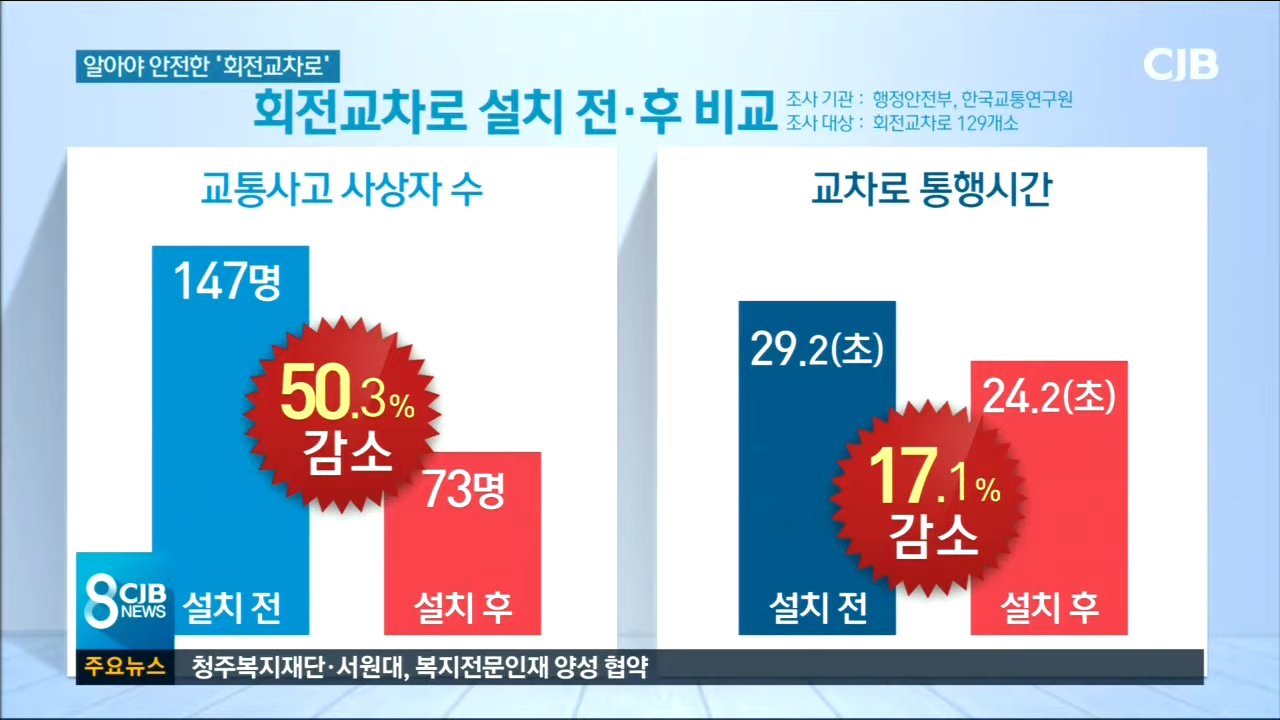 알아야 안전한 '회전교차로'
CJB
회전교차로 설치 전·후 비교
조사 기관 : 행정안전부, 한국교통연구원
조사 대상 : 회전교차로 129개소
교통사고 사상자 수
147명
50.3%
감소
73명
설치 전
설치 후
교차로 통행시간
29.2(초)
24.2(초)
17.1%
감소
설치 전
설치 후
8 CJB
NEWS
주요뉴스
청주복지재단·서원대, 복지전문인재 양성 협약